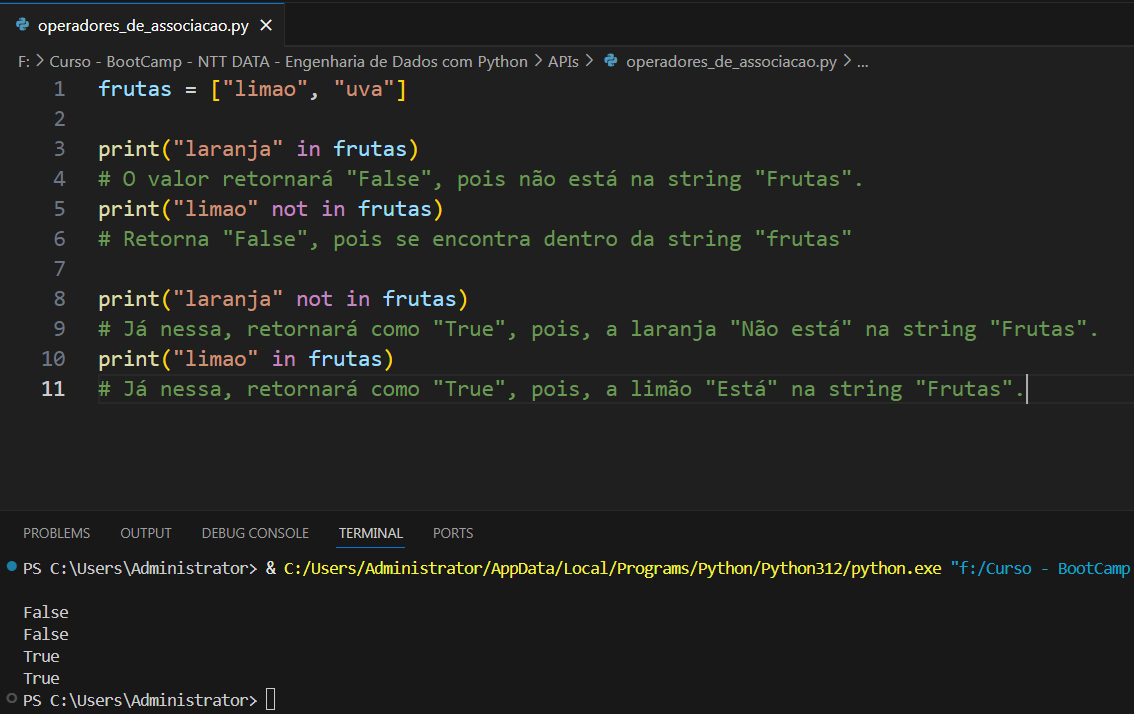 operadores_de_associacao.py ×
F: > Curso - BootCamp - NTT DATA - Engenharia de Dados com Python > APIs > operadores_de_associacao.py > ...
1 frutas = ["limao", "uva"]
2
3 print("laranja" in frutas)
4 # O valor retornará "False", pois não está na string "Frutas".
5 print("limao" not in frutas)
6 # Retorna "False", pois se encontra dentro da string "frutas"
7
8 print("laranja" not in frutas)
9 # Já nessa, retornará como "True", pois, a laranja "Não está" na string "Frutas".
10 print("limao" in frutas)
11 # Já nessa, retornará como "True", pois, a limão "Está" na string "Frutas".
PROBLEMS OUTPUT DEBUG CONSOLE TERMINAL PORTS
PS C:\Users\Administrator> & C:/Users/Administrator/AppData/Local/Programs/Python/Python312/python.exe "f:/Curso - BootCamp
False
False
True
True
PS C:\Users\Administrator>